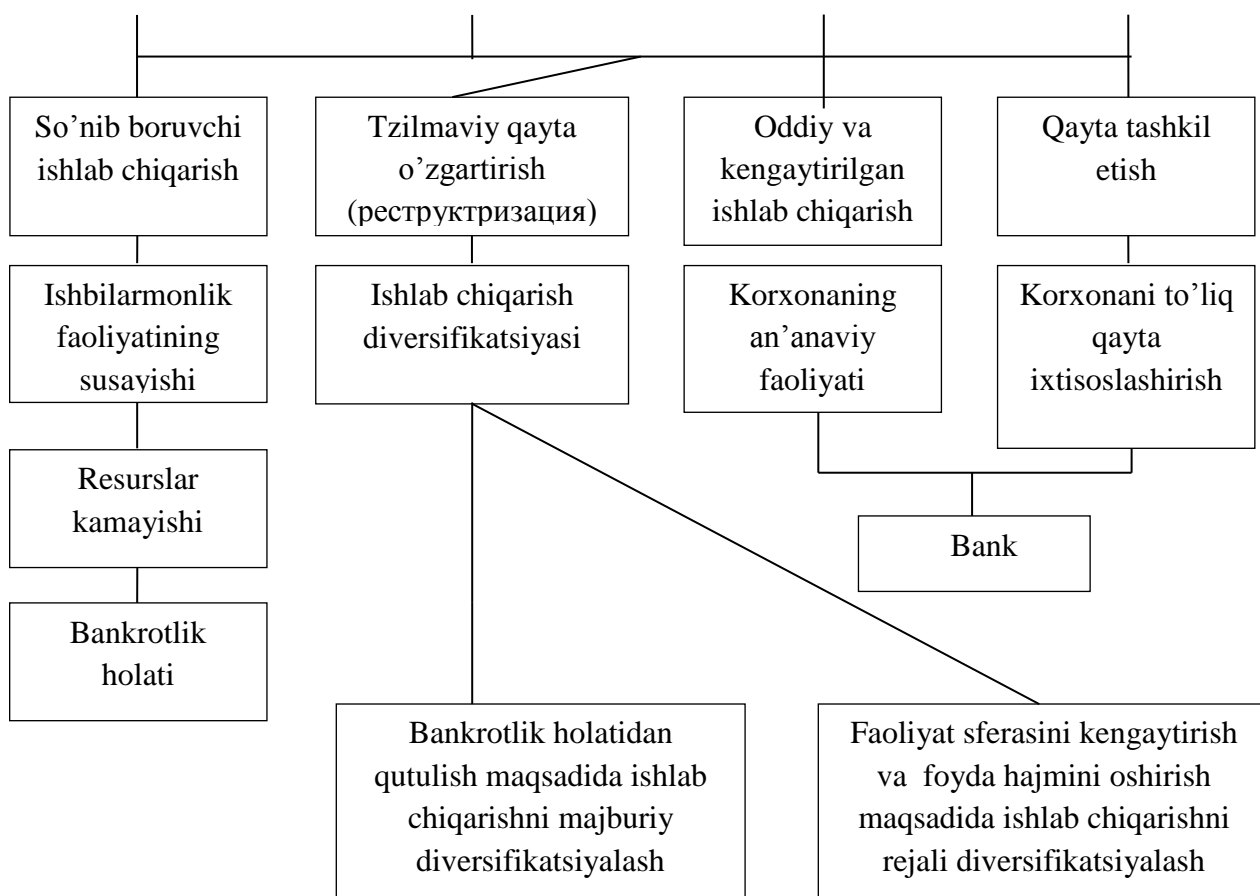 So’nib boruvchi
ishlab chiqarish
Tzilmaviy qayta
o’zgartirish
(реструктризация)
Oddiy va
kengaytirilgan
ishlab chiqarish
Qayta tashkil
etish
Ishbilarmonlik
faoliyatining
susayishi
Ishlab chiqarish
diversifikatsiyasi
Korxonaning
an’anaviy
faoliyati
Korxonani to’liq
qayta
ixtisoslashirish
Resurslar
kamayishi
Bank
Bankrotlik
holati
Bankrotlik holatidan
qutulish maqsadida ishlab
chiqarishni majburiy
diversifikatsiyalash
Faoliyat sferasini kengaytirish
va foyda hajmini oshirish
maqsadida ishlab chiqarishni
rejali diversifikatsiyalash